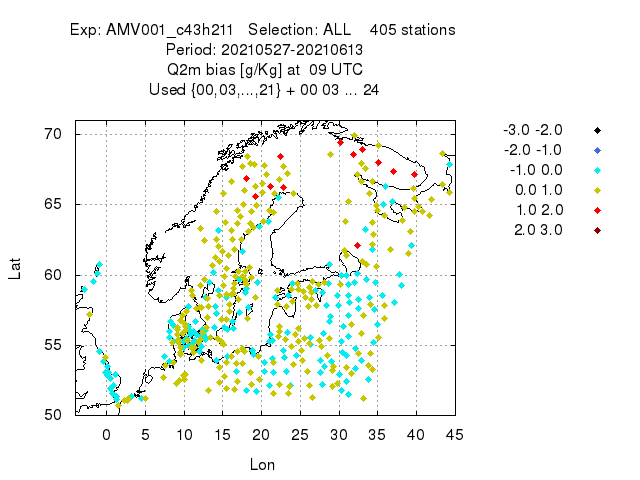 Exp: AMV001_c43h211   Selection: ALL    405 stations
Period: 20210527-20210613
Q2m bias [g/Kg] at  09 UTC
Used {00,03,...,21} + 00 03 ... 24
70
65
60
55
50
Lat
0 5 10 15 20 25 30 35 40 45
Lon
-3.0 -2.0
-2.0 -1.0
-1.0 0.0
0.0 1.0
1.0 2.0
2.0 3.0